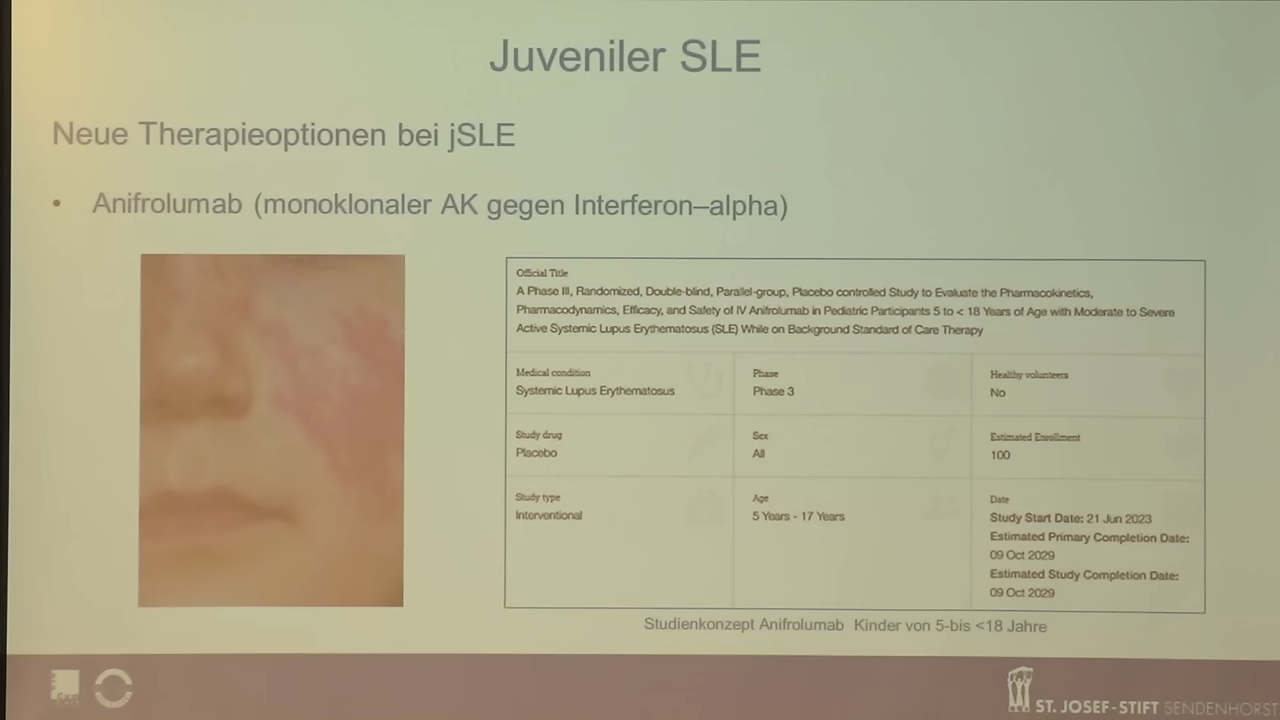 Juveniler SLE
Neue Therapieoptionen bei jSLE
• Anifrolumab (monoklonaler AK gegen Interferon–alpha)
Official Title
A Phase III, Randomized, Double-blind, Parallel-group, Placebo controlled Study to Evaluate the Pharmacokinetics,
Pharmacodynamics, Efficacy, and Safety of IV Anifrolumab in Pediatric Participants 5 to < 18 Years of Age with Moderate to Severe
Active Systemic Lupus Erythematosus (SLE) While on Background Standard of Care Therapy
Medical condition
Systemic Lupus Erythematosus
Phase
Phase 3
Healthy volunteers
No
Study drug
Placebo
Sex
All
Estimated Enrollment
100
Study type
Interventional
Age
5 Years - 17 Years
Date
Study Start Date: 21 Jun 2023
Estimated Primary Completion Date:
09 Oct 2029
Estimated Study Completion Date:
09 Oct 2029
Studienkonzept Anifrolumab Kinder von 5-bis <18 Jahre
ST. JOSEF-STIFT SENDENHORST